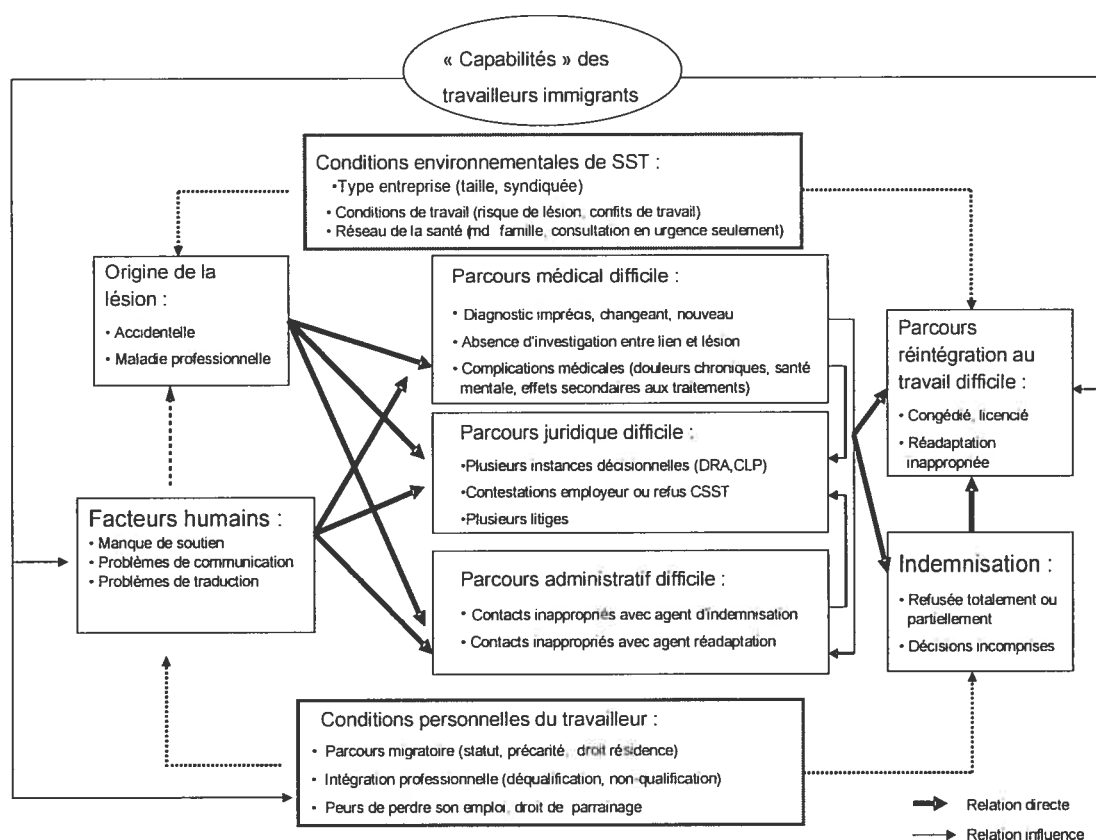 « Capabilités » des
travailleurs immigrants
Conditions environnementales de SST :
•Type entreprise (taille, syndiquée)
• Conditions de travail (risque de lésion, confits de travail)
• Réseau de la santé (md famille, consultation en urgence seulement)
Origine de la
lésion :
• Accidentelle
• Maladie professionnelle
Parcours médical difficile :
• Diagnostic imprécis, changeant, nouveau
• Absence d'investigation entre lien et lésion
• Complications médicales (douleurs chroniques, santé
mentale, effets secondaires aux traitements)
Parcours juridique difficile :
•Plusieurs instances décisionnelles (DRA,CLP)
•Contestations employeur ou refus CSST
•Plusieurs litiges
Parcours administratif difficile :
• Contacts inappropriés avec agent d'indemnisation
• Contacts inappropriés avec agent réadaptation
Facteurs humains :
• Manque de soutien
• Problèmes de communication
• Problèmes de traduction
Parcours
réintégration au
travail difficile :
• Congédié, licencié
• Réadaptation
inappropriée
Indemnisation :
• Refusée totalement ou
partiellement
• Décisions incomprises
Conditions personnelles du travailleur :
• Parcours migratoire (statut, précarité, droit résidence)
• Intégration professionnelle (déqualification, non-qualification)
• Peurs de perdre son emploi, droit de parrainage
Relation directe
Relation influence